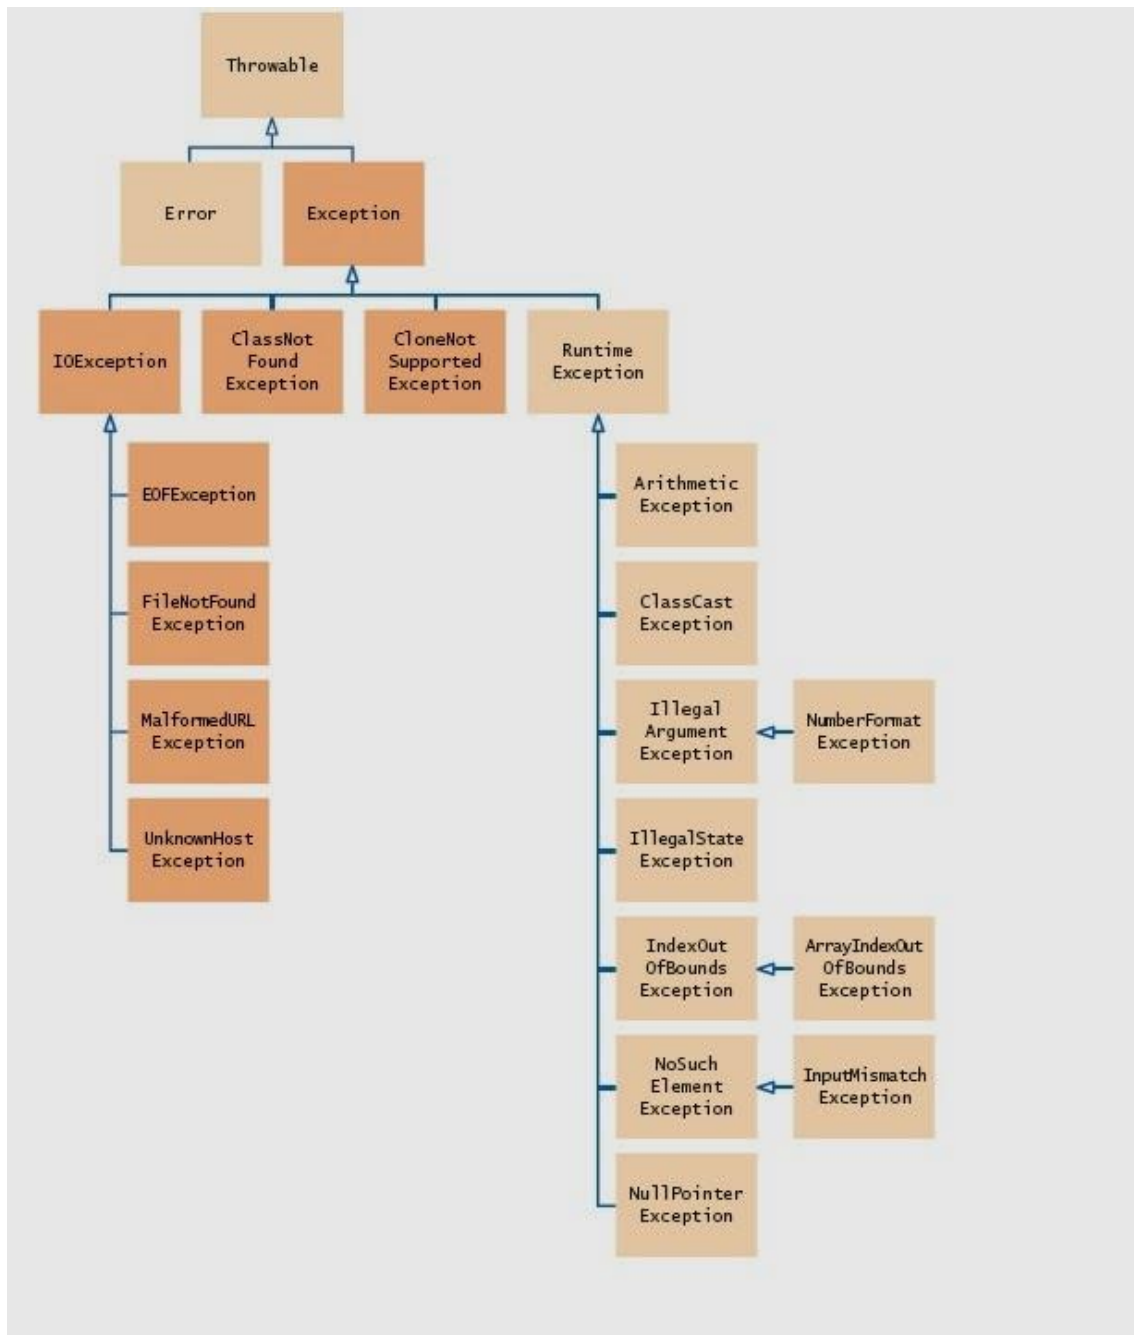 Throwable
Error
Exception
IOException
ClassNot
Found
Exception
CloneNot
Supported
Exception
Runtime
Exception
EOFException
FileNotFound
Exception
MalformedURL
Exception
UnknownHost
Exception
Arithmetic
Exception
ClassCast
Exception
Illegal
Argument
Exception
NumberFormat
Exception
IllegalState
Exception
IndexOut
OfBounds
Exception
ArrayIndexOut
OfBounds
Exception
NoSuch
Element
Exception
InputMismatch
Exception
NullPointer
Exception